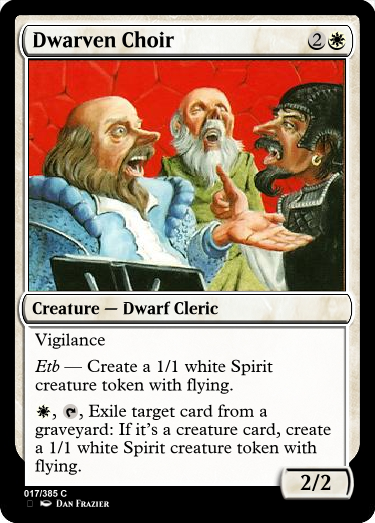 Dwarven Choir 2
Creature — Dwarf Cleric
Vigilance
Etb — Create a 1/1 white Spirit
creature token with flying.
, , Exile target card from a
graveyard: If it's a creature card, create
a 1/1 white Spirit creature token with
flying.
2/2
017/385 C
Dan Frazier